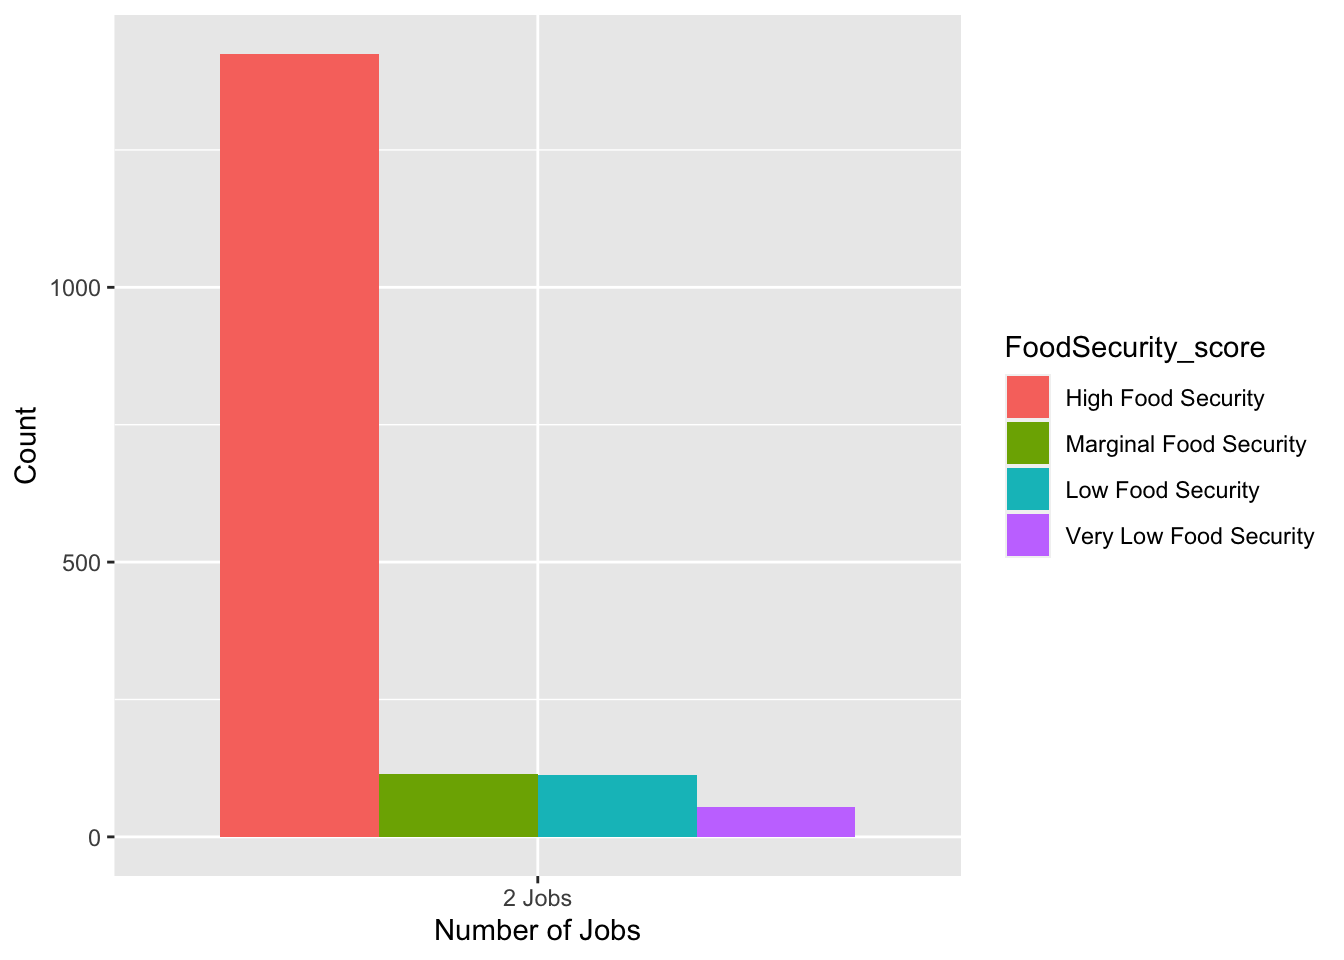 1000
500
0
Count
2 Jobs
Number of Jobs
FoodSecurity_score
High Food Security
Marginal Food Security
Low Food Security
Very Low Food Security